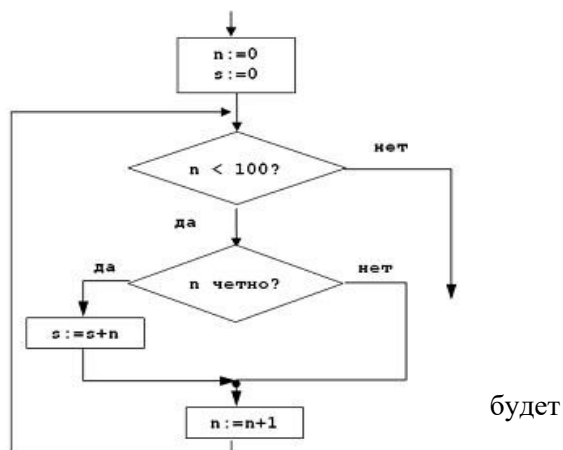 n:=0
s:=0
нет
n < 100?
да
да
нет
n четно?
s:=s+n
будет
n:=n+1